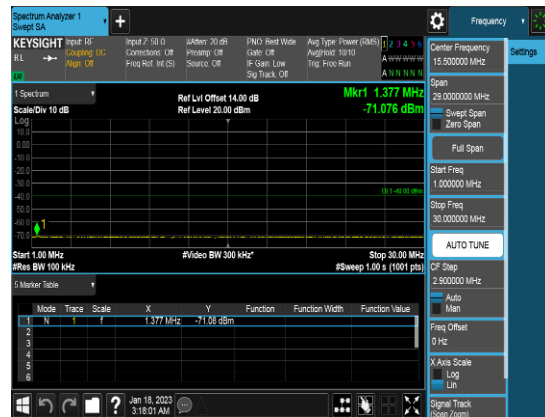 Spectrum Analyzer 1
Swept SA
Frequency
KEYSIGHT
RL
Input: RF
Coupling: DC
Align: Off
Input Z: 50 Ω
Corrections: Off
Freq Ref: Int (S)
#Atten: 20 dB
Preamp: Off
Source: Off
PNO: Best Wide
Gate: Off
IF Gain: Low
Sig Track: Off
Avg Type: Power (RMS)
Avg|Hold: 10/10
Trig: Free Run
1 2 3 4 5 6
A W W W W W
A N N N N N
1 Spectrum
Scale/Div 10 dB
Log
Ref Lvl Offset 14.00 dB
Ref Level 20.00 dBm
Mkr1 1.377 MHz
-71.076 dBm
10.0
0.00
-10.0
-20.0
-30.0
-40.0
-50.0
-60.0
-70.0
DL1 -40.00 dBm
1
Start 1.00 MHz
#Res BW 100 kHz
#Video BW 300 kHz*
Stop 30.00 MHz
#Sweep 1.00 s (1001 pts)
5 Marker Table
Mode Trace Scale X Y Function Function Width Function Value
1 N 1 f 1.377 MHz -71.08 dBm
2
3
4
5
6
Jan 18, 2023
3:18:01 AM
Center Frequency
15.500000 MHz
Settings
Span
29.0000000 MHz
Swept Span
Zero Span
Full Span
Start Freq
1.000000 MHz
Stop Freq
30.000000 MHz
AUTO TUNE
CF Step
2.900000 MHz
Auto
Man
Freq Offset
0 Hz
X Axis Scale
Log
Lin
Signal Track
(Span Zoom)